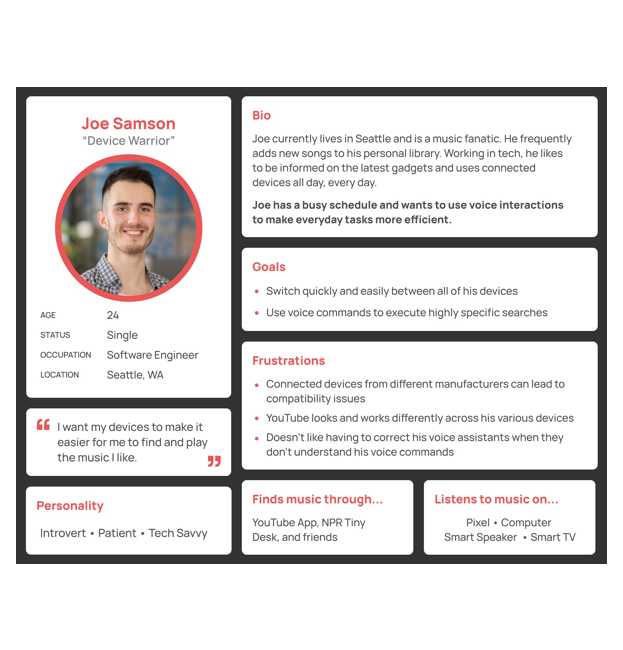 Joe Samson
“Device Warrior”
AGE 24
STATUS Single
OCCUPATION Software Engineer
LOCATION Seattle, WA
“ I want my devices to make it
easier for me to find and play
the music I like. ”
Personality
Introvert • Patient • Tech Savvy
Bio
Joe currently lives in Seattle and is a music fanatic. He frequently
adds new songs to his personal library. Working in tech, he likes
to be informed on the latest gadgets and uses connected
devices all day, every day.
Joe has a busy schedule and wants to use voice interactions
to make everyday tasks more efficient.
Goals
• Switch quickly and easily between all of his devices
• Use voice commands to execute highly specific searches
Frustrations
• Connected devices from different manufacturers can lead to
compatibility issues
• YouTube looks and works differently across his various devices
• Doesn’t like having to correct his voice assistants when they
don’t understand his voice commands
Finds music through...
YouTube App, NPR Tiny
Desk, and friends
Listens to music on...
Pixel • Computer
Smart Speaker • Smart TV